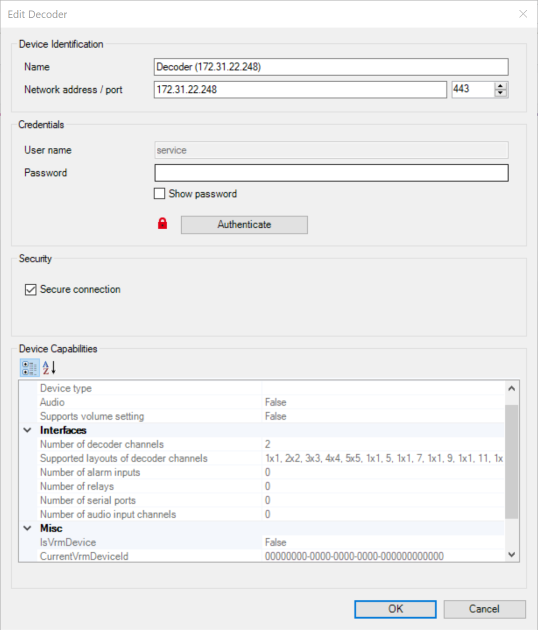 Edit Decoder
Device Identification
Name Decoder (172.31.22.248)
Network address / port 172.31.22.248 443
Credentials
User name service
Password
Show password
Authenticate
Security
Secure connection
Device Capabilities
Device type
Audio False
Supports volume setting False
Interfaces
Number of decoder channels 2
Supported layouts of decoder channels 1x1, 2x2, 3x3, 4x4, 5x5, 1x1, 5, 1x1, 7, 1x1, 9, 1x1, 11, 1x
Number of alarm inputs 0
Number of relays 0
Number of serial ports 0
Number of audio input channels 0
Misc
IsVrmDevice False
CurrentVrmDeviceId 00000000-0000-0000-0000-000000000000
OK Cancel